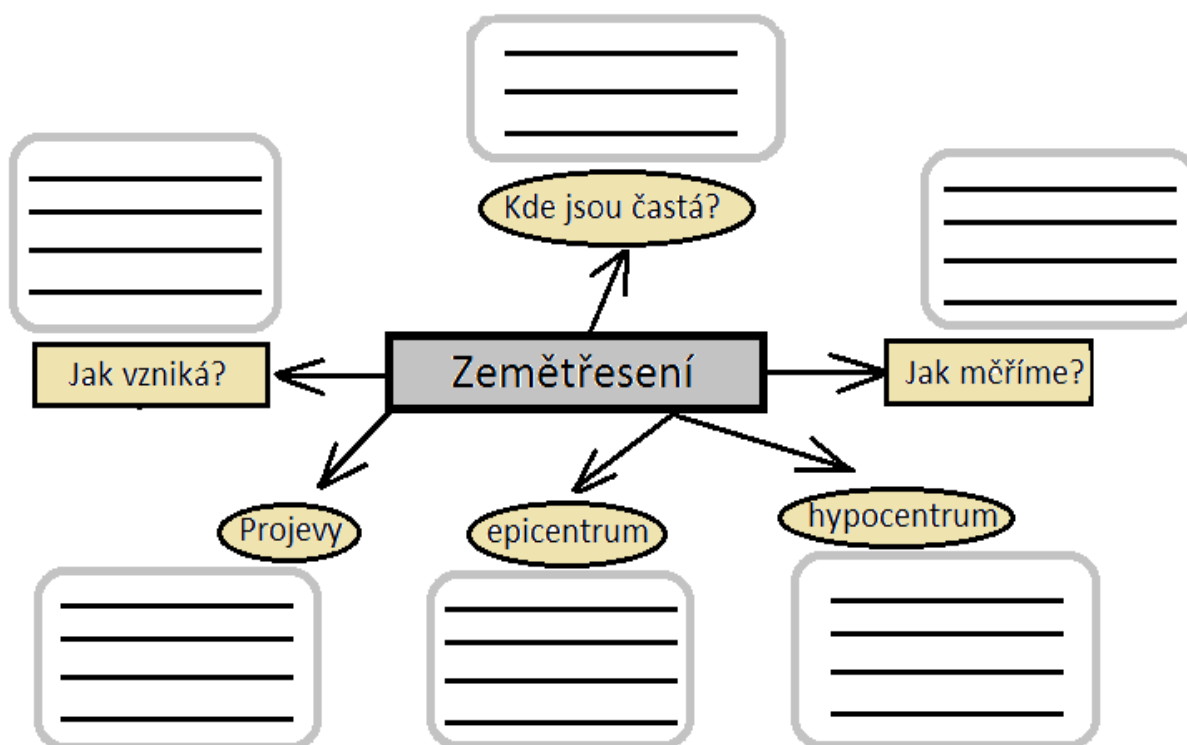 Kde jsou častá?
Jak vzniká?
Zemětřesení
Jak měříme?
Projevy
epicentrum
hypocentrum